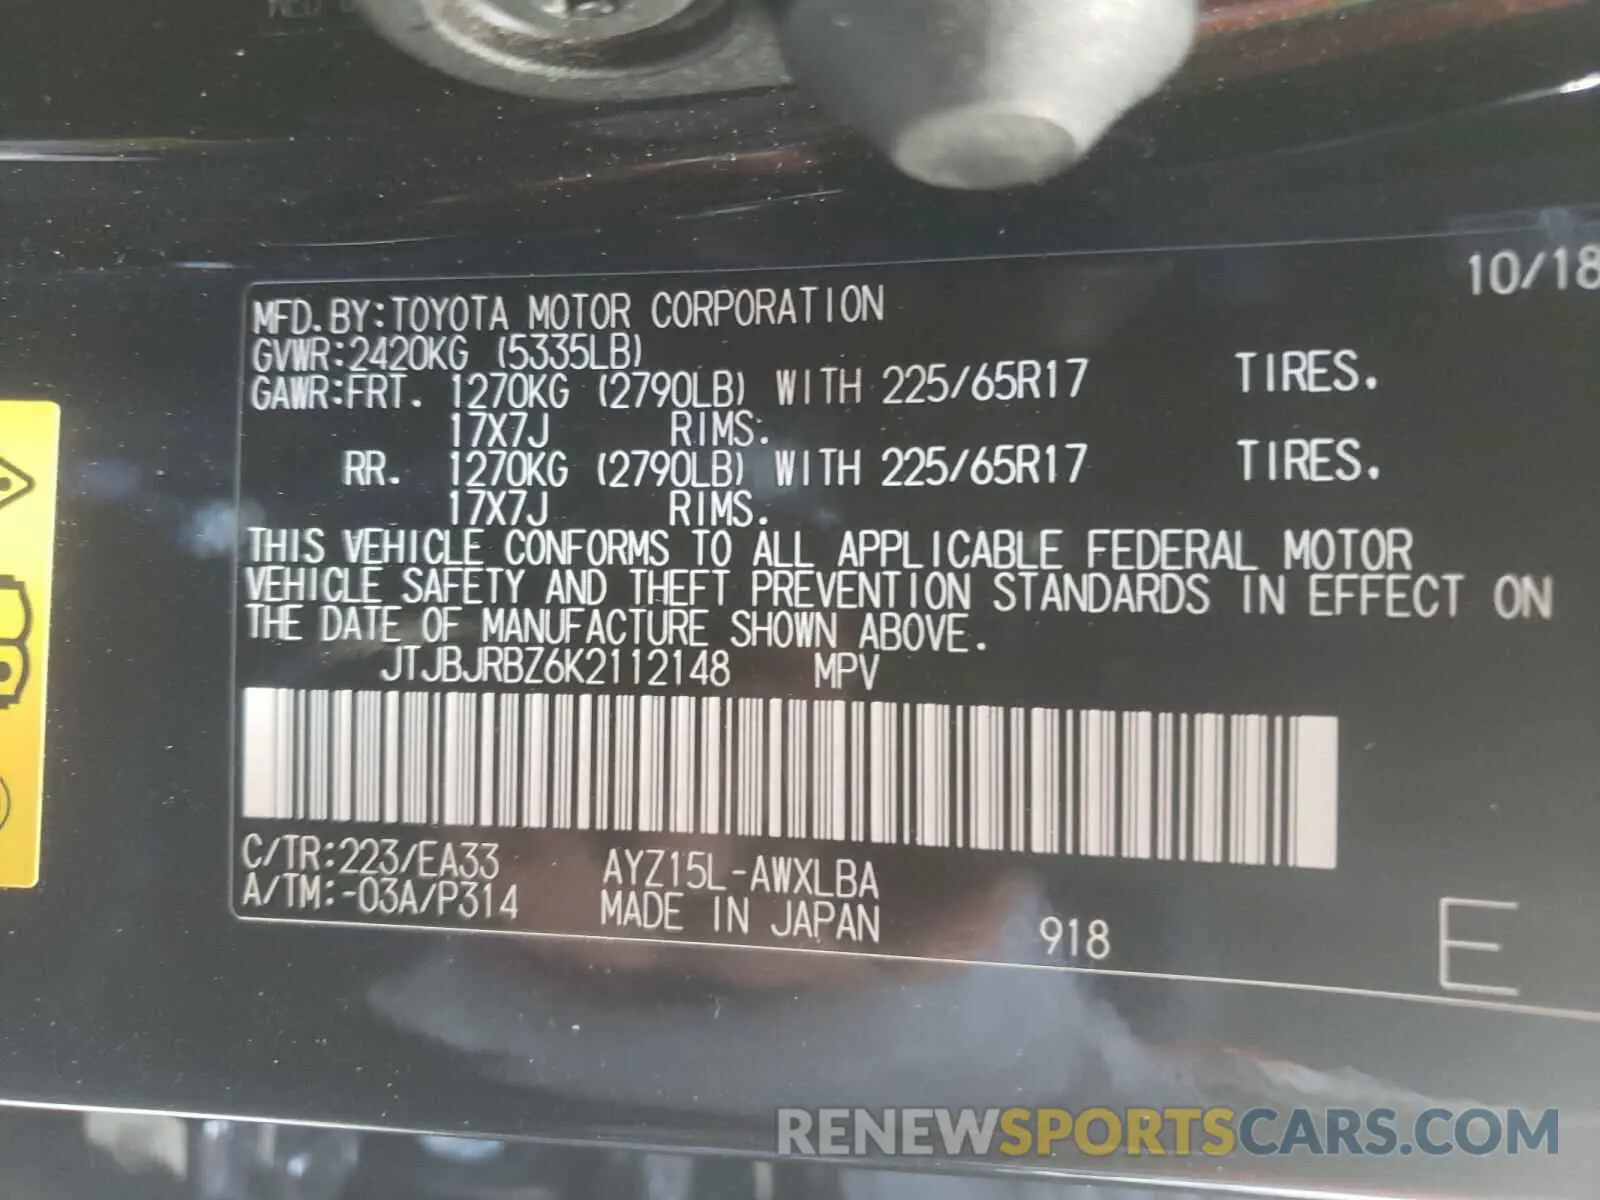 10/18
MFD.BY:TOYOTA MOTOR CORPORATION
GVWR:2420KG (5335LB)
GAWR:FRT. 1270KG (2790LB) WITH 225/65R17 TIRES.
17X7J RIMS.
RR. 1270KG (2790LB) WITH 225/65R17 TIRES.
17X7J RIMS.
THIS VEHICLE CONFORMS TO ALL APPLICABLE FEDERAL MOTOR
VEHICLE SAFETY AND THEFT PREVENTION STANDARDS IN EFFECT ON
THE DATE OF MANUFACTURE SHOWN ABOVE.
JTJBJRBZ6K2112148 MPV
C/TR:223/EA33 AYZ15L-AWXLBA
A/TM:-03A/P314 MADE IN JAPAN 918
E
RENEWSPORTSCARS.COM